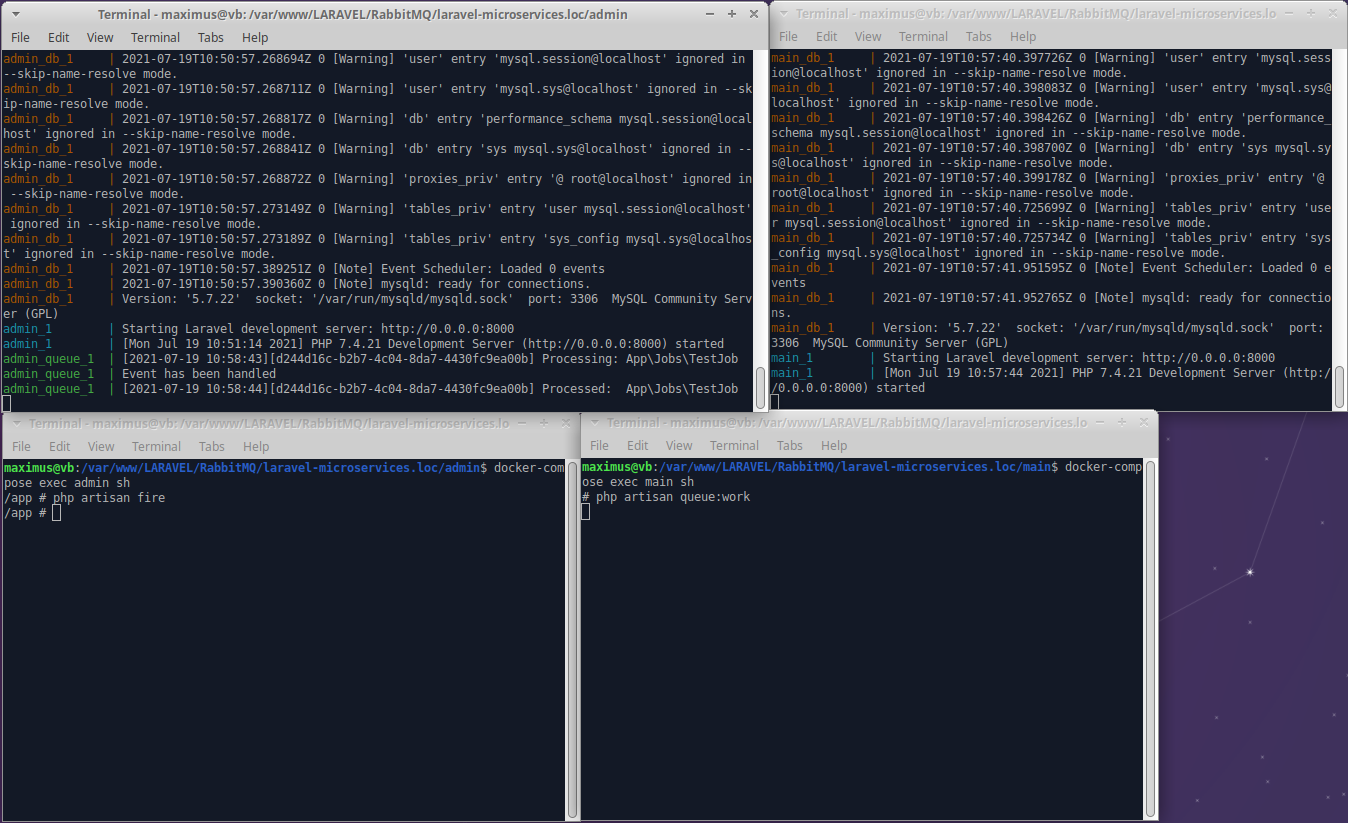 Terminal - maximus@vb: /var/www/LARAVEL/RabbitMQ/laravel-microservices.loc/admin
File Edit View Terminal Tabs Help
admin_db_1 | 2021-07-19T10:50:57.268694Z 0 [Warning] 'user' entry 'mysql.session@localhost' ignored in
--skip-name-resolve mode.
admin_db_1 | 2021-07-19T10:50:57.268711Z 0 [Warning] 'user' entry 'mysql.sys@localhost' ignored in --sk
ip-name-resolve mode.
admin_db_1 | 2021-07-19T10:50:57.268817Z 0 [Warning] 'db' entry 'performance_schema mysql.session@local
host' ignored in --skip-name-resolve mode.
admin_db_1 | 2021-07-19T10:50:57.268841Z 0 [Warning] 'db' entry 'sys mysql.sys@localhost' ignored in --
skip-name-resolve mode.
admin_db_1 | 2021-07-19T10:50:57.268872Z 0 [Warning] 'proxies_priv' entry '@ root@localhost' ignored in
--skip-name-resolve mode.
admin_db_1 | 2021-07-19T10:50:57.273149Z 0 [Warning] 'tables_priv' entry 'user mysql.session@localhost'
ignored in --skip-name-resolve mode.
admin_db_1 | 2021-07-19T10:50:57.273189Z 0 [Warning] 'tables_priv' entry 'sys_config mysql.sys@localhos
t' ignored in --skip-name-resolve mode.
admin_db_1 | 2021-07-19T10:50:57.389251Z 0 [Note] Event Scheduler: Loaded 0 events
admin_db_1 | 2021-07-19T10:50:57.390360Z 0 [Note] mysqld: ready for connections.
admin_db_1 | Version: '5.7.22' socket: '/var/run/mysqld/mysqld.sock' port: 3306 MySQL Community Serv
er (GPL)
admin_1 | Starting Laravel development server: http://0.0.0.0:8000
admin_1 | [Mon Jul 19 10:51:14 2021] PHP 7.4.21 Development Server (http://0.0.0.0:8000) started
admin_queue_1 | [2021-07-19 10:58:43][d244d16c-b2b7-4c04-8da7-4430fc9ea00b] Processing: App\Jobs\TestJob
admin_queue_1 | Event has been handled
admin_queue_1 | [2021-07-19 10:58:44][d244d16c-b2b7-4c04-8da7-4430fc9ea00b] Processed: App\Jobs\TestJob
Terminal - maximus@vb: /var/www/LARAVEL/RabbitMQ/laravel-microservices.lo
File Edit View Terminal Tabs Help
main_db_1 | 2021-07-19T10:57:40.397726Z 0 [Warning] 'user' entry 'mysql.sess
ion@localhost' ignored in --skip-name-resolve mode.
main_db_1 | 2021-07-19T10:57:40.398083Z 0 [Warning] 'user' entry 'mysql.sys@
localhost' ignored in --skip-name-resolve mode.
main_db_1 | 2021-07-19T10:57:40.398426Z 0 [Warning] 'db' entry 'performance_
schema mysql.session@localhost' ignored in --skip-name-resolve mode.
main_db_1 | 2021-07-19T10:57:40.398700Z 0 [Warning] 'db' entry 'sys mysql.sy
s@localhost' ignored in --skip-name-resolve mode.
main_db_1 | 2021-07-19T10:57:40.399178Z 0 [Warning] 'proxies_priv' entry '@
root@localhost' ignored in --skip-name-resolve mode.
main_db_1 | 2021-07-19T10:57:40.725699Z 0 [Warning] 'tables_priv' entry 'use
r mysql.session@localhost' ignored in --skip-name-resolve mode.
main_db_1 | 2021-07-19T10:57:40.725734Z 0 [Warning] 'tables_priv' entry 'sys
_config mysql.sys@localhost' ignored in --skip-name-resolve mode.
main_db_1 | 2021-07-19T10:57:41.951595Z 0 [Note] Event Scheduler: Loaded 0 e
vents
main_db_1 | 2021-07-19T10:57:41.952765Z 0 [Note] mysqld: ready for connectio
ns.
main_db_1 | Version: '5.7.22' socket: '/var/run/mysqld/mysqld.sock' port:
3306 MySQL Community Server (GPL)
main_1 | Starting Laravel development server: http://0.0.0.0:8000
main_1 | [Mon Jul 19 10:57:44 2021] PHP 7.4.21 Development Server (http:/
/0.0.0.0:8000) started
Terminal - maximus@vb: /var/www/LARAVEL/RabbitMQ/laravel-microservices.lo
File Edit View Terminal Tabs Help
maximus@vb:/var/www/LARAVEL/RabbitMQ/laravel-microservices.loc/admin$ docker-com
pose exec admin sh
/app # php artisan fire
/app #
Terminal - maximus@vb: /var/www/LARAVEL/RabbitMQ/laravel-microservices.lo
File Edit View Terminal Tabs Help
maximus@vb:/var/www/LARAVEL/RabbitMQ/laravel-microservices.loc/main$ docker-comp
ose exec main sh
# php artisan queue:work